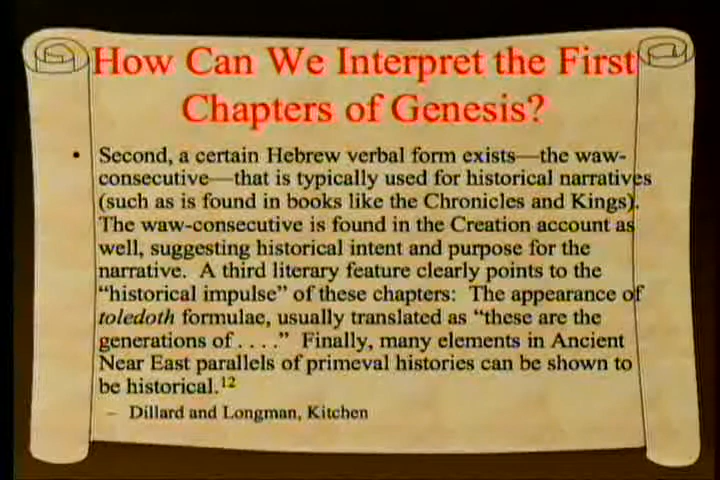 How Can We Interpret the First
Chapters of Genesis?
• Second, a certain Hebrew verbal form exists—the waw-
consecutive—that is typically used for historical narratives
(such as is found in books like the Chronicles and Kings).
The waw-consecutive is found in the Creation account as
well, suggesting historical intent and purpose for the
narrative. A third literary feature clearly points to the
“historical impulse” of these chapters: The appearance of
toledoth formulae, usually translated as “these are the
generations of . . . .” Finally, many elements in Ancient
Near East parallels of primeval histories can be shown to
be historical.12
– Dillard and Longman, Kitchen